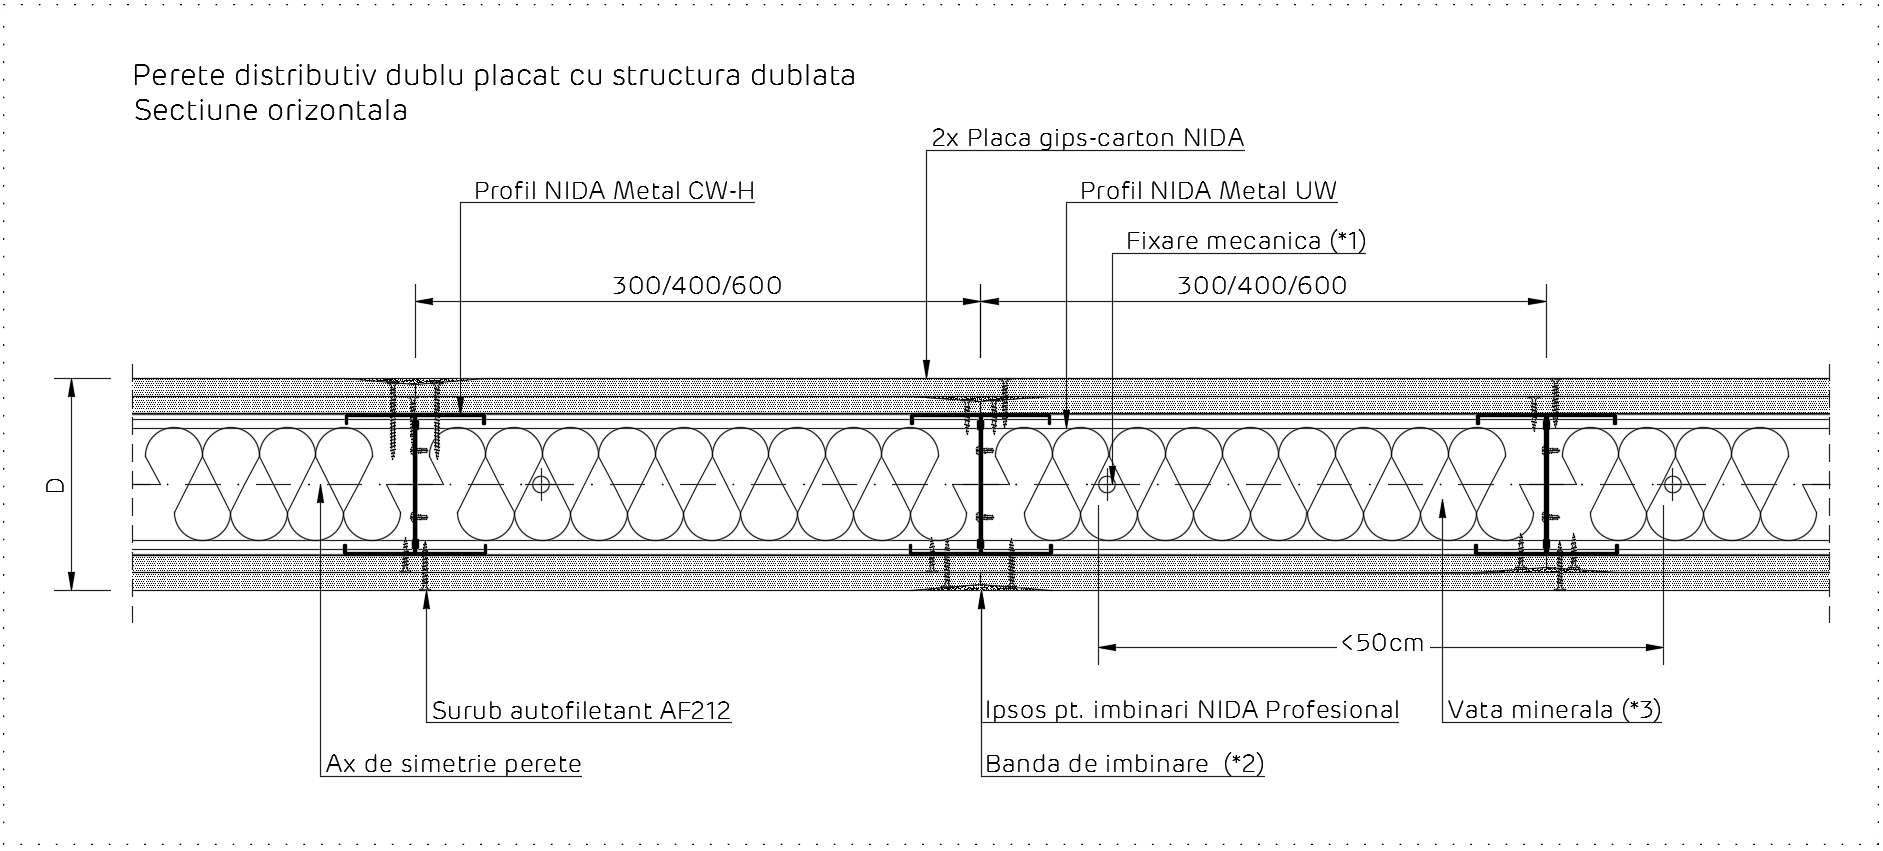 Perete distributiv dublu placat cu structura dublata
Sectiune orizontala
2x Placa gips-carton NIDA
Profil NIDA Metal CW-H
Profil NIDA Metal UW
Fixare mecanica (*1)
300/400/600
300/400/600
D
<50cm
Surub autofiletant AF212
Ipsos pt. imbinari NIDA Profesional
Vata minerala (*3)
Ax de simetrie perete
Banda de imbinare (*2)